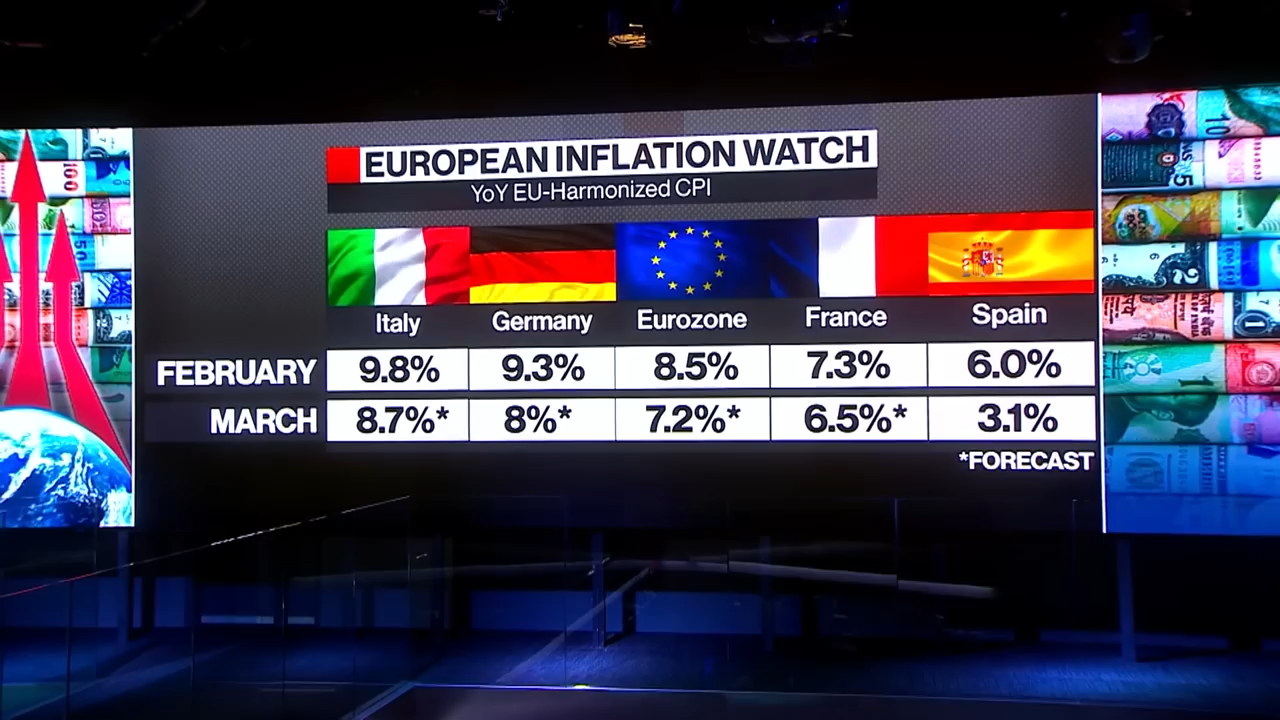 EUROPEAN INFLATION WATCH
YoY EU-Harmonized CPI
Italy Germany Eurozone France Spain
FEBRUARY 9.8% 9.3% 8.5% 7.3% 6.0%
MARCH 8.7%* 8%* 7.2%* 6.5%* 3.1%
*FORECAST